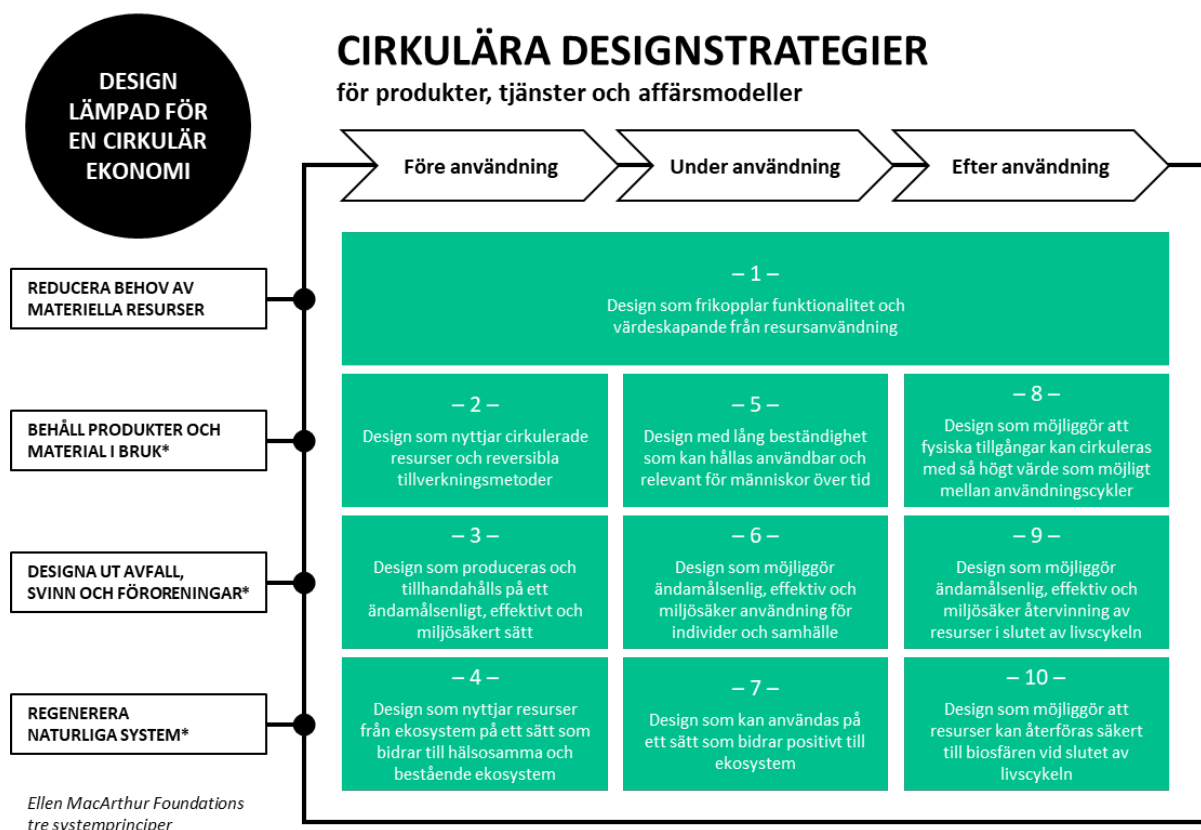 DESIGN
LÄMPAD FÖR
EN CIRKULÄR
EKONOMI
CIRKULÄRA DESIGNSTRATEGIER
för produkter, tjänster och affärsmodeller
Före användning
Under användning
Efter användning
REDUCERA BEHOV AV
MATERIELLA RESURSER
– 1 –
Design som frikopplar funktionalitet och
värdeskapande från resursanvändning
BEHÅLL PRODUKTER OCH
MATERIAL I BRUK*
– 2 –
Design som nyttjar cirkulerade
resurser och reversibla
tillverkningsmetoder
– 5 –
Design med lång beständighet
som kan hållas användbar och
relevant för människor över tid
– 8 –
Design som möjliggör att
fysiska tillgångar kan cirkuleras
med så högt värde som möjligt
mellan användningscykler
DESIGNA UT AVFALL,
SVINN OCH FÖRORENINGAR*
– 3 –
Design som produceras och
tillhandahålls på ett
ändamålsenligt, effektivt och
miljösäkert sätt
– 6 –
Design som möjliggör
ändamålsenlig, effektiv och
miljösäker användning för
individer och samhälle
– 9 –
Design som möjliggör
ändamålsenlig, effektiv och
miljösäker återvinning av
resurser i slutet av livscykeln
REGENERERA
NATURLIGA SYSTEM*
– 4 –
Design som nyttjar resurser
från ekosystem på ett sätt som
bidrar till hälsosamma och
bestående ekosystem
– 7 –
Design som kan användas på
ett sätt som bidrar positivt till
ekosystem
– 10 –
Design som möjliggör att
resurser kan återföras säkert
till biosfären vid slutet av
livscykeln
Ellen MacArthur Foundations
tre systemprinciper